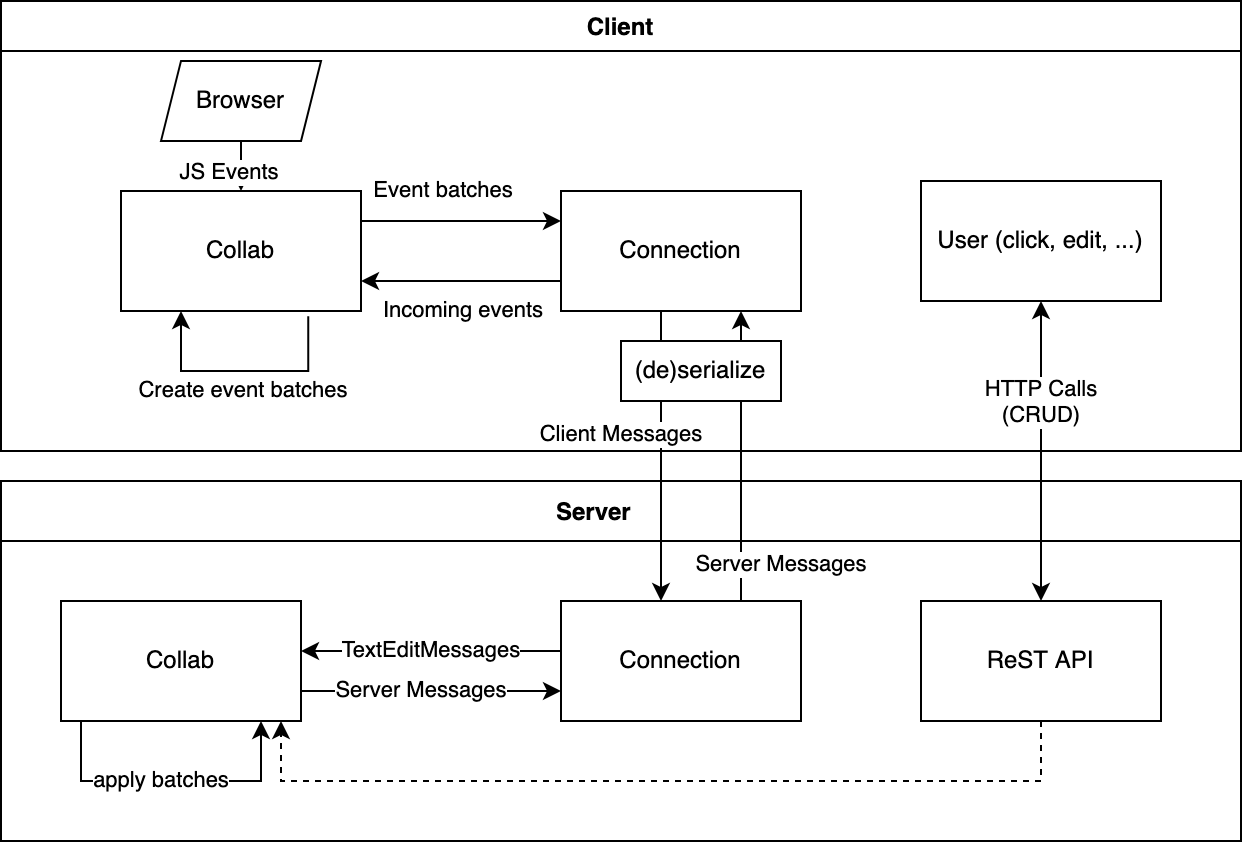 Client
Browser
JS Events
Event batches
Collab
Connection
User (click, edit, ...)
Incoming events
(de)serialize
Create event batches
HTTP Calls
(CRUD)
Client Messages
Server
Server Messages
TextEditMessages
Collab
Connection
ReST API
Server Messages
apply batches